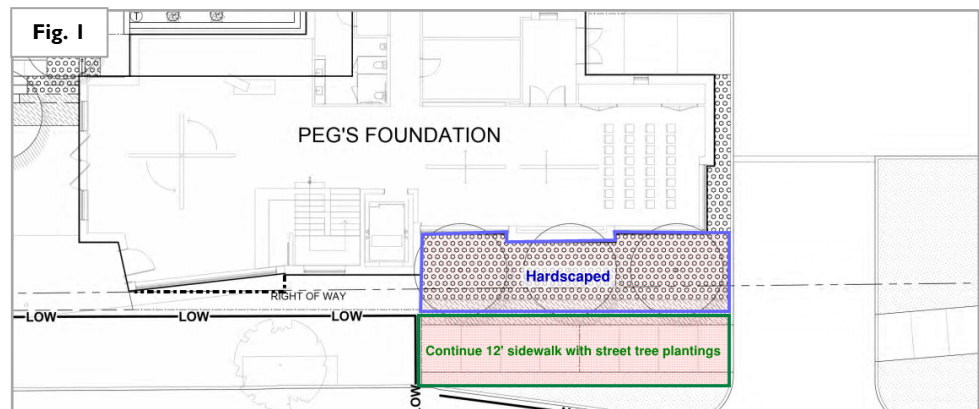 Fig. 1
T
PEG'S FOUNDATION
Hardscaped
RIGHT OF WAY
LOW
LOW
LOW
Continue 12' sidewalk with street tree plantings
LOW